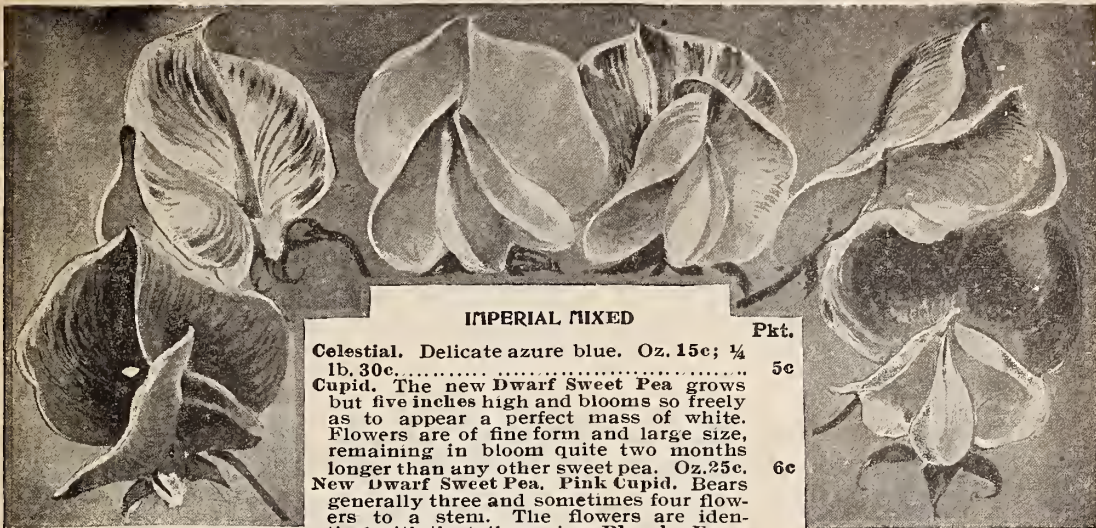 IMPERIAL MIXED
Pkt.
Celestial. Delicate azure blue. Oz. 15c; ¼
lb. 30c. 5c
Cupid. The new Dwarf Sweet Pea grows
but five inches high and blooms so freely
as to appear a perfect mass of white.
Flowers are of fine form and large size,
remaining in bloom quite two months
longer than any other sweet pea. Oz.25c. 6c
New Dwarf Sweet Pea. Pink Cupid. Bears
generally three and sometimes four flow-
ers to a stem. The flowers are iden-